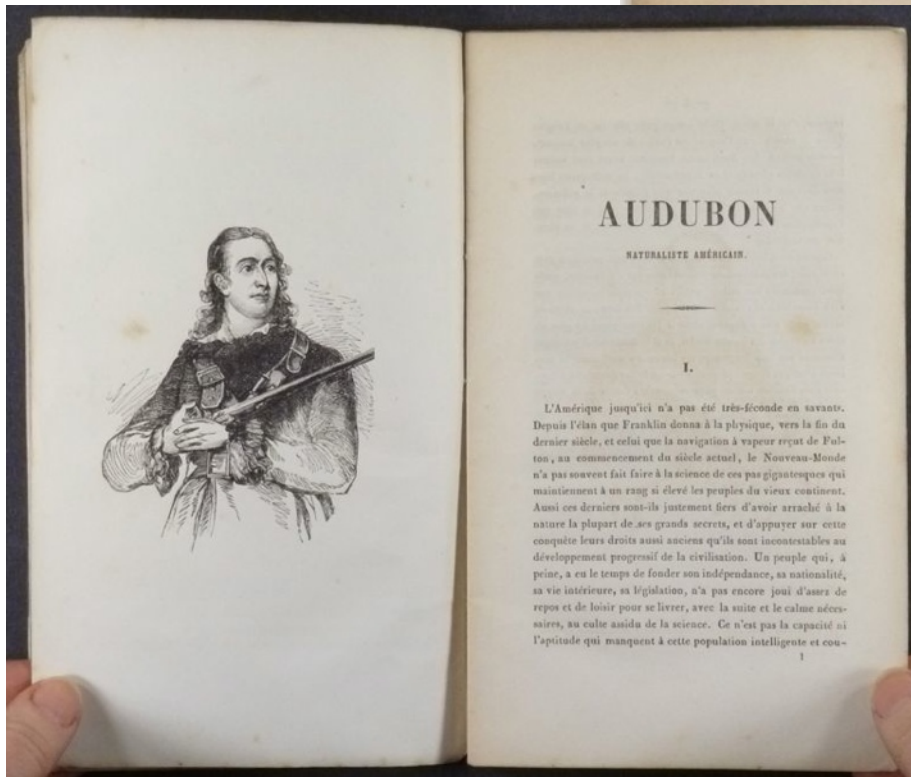 AUDUBON
NATURALISTE AMÉRICAIN.
I.
L'Amérique jusqu'ici n'a pas été très-féconde en savants.
Depuis l'élan que Franklin donna à la physique, vers la fin du
dernier siècle, et celui que la navigation à vapeur reçut de Ful-
ton, au commencement du siècle actuel, le Nouveau-Monde
n'a pas souvent fait faire à la science de ces pas gigantesques qui
maintiennent à un rang si élevé les peuples du vieux continent.
Aussi ces derniers sont-ils justement fiers d'avoir arraché à la
nature la plupart de ses grands secrets, et d'appuyer sur cette
conquête leurs droits aussi anciens qu'ils sont incontestables au
développement progressif de la civilisation. Un peuple qui, à
peine, a eu le temps de fonder son indépendance, sa nationalité,
sa vie intérieure, sa législation, n'a pas encore joui d'assez de
repos et de loisir pour se livrer, avec la suite et le calme néces-
saires, au culte assidu de la science. Ce n'est pas la capacité ni
l'aptitude qui manquent à cette population intelligente et cou-
1